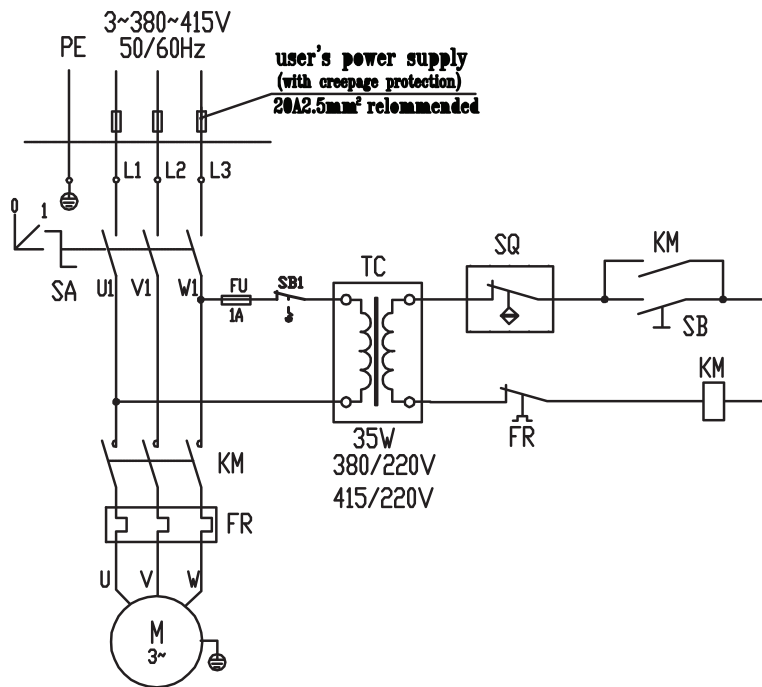 3~380~415V
50/60Hz
PE
user's power supply
(with creepage protection)
20A2.5mm² relommended
L1 L2 L3
0 1
SA
U1 V1 W1
FU
1A
SB1
TC
SQ
KM
SB
KM
FR
35W
380/220V
415/220V
KM
FR
U V W
M
3~